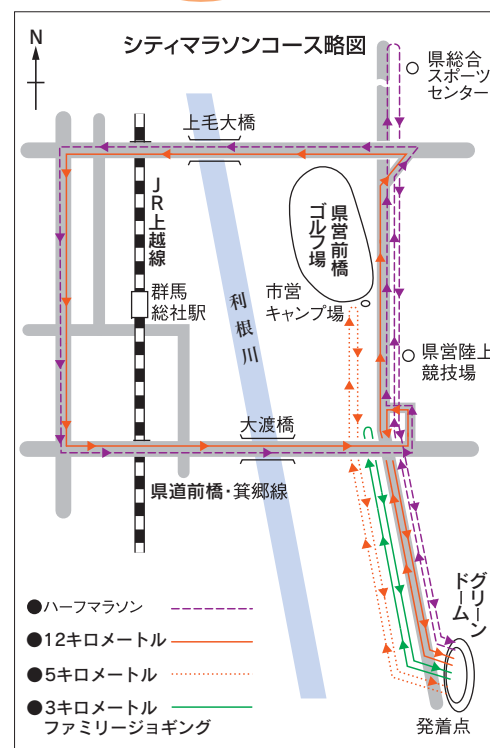 シティマラソンコース略図
N
県総合
スポーツ
センター
上毛大橋
JR上越線
県営前橋
ゴルフ場
群馬
総社駅
利根川
市営
キャンプ場
県営陸上
競技場
大渡橋
県道前橋・箕郷線
グリーン
ドーム
●ハーフマラソン
●12キロメートル
●5キロメートル
●3キロメートル
ファミリージョギング
発着点